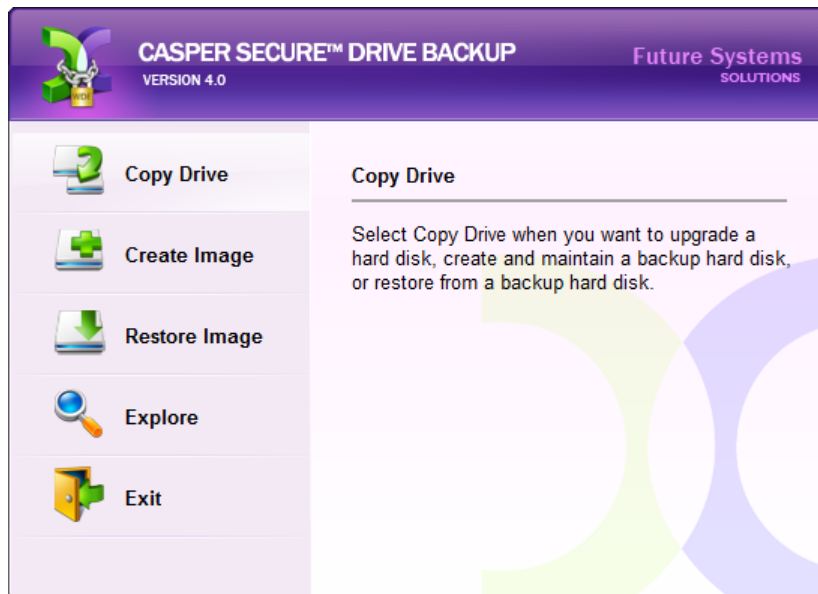 CASPER SECURE™ DRIVE BACKUP
VERSION 4.0
Future Systems
SOLUTIONS
WDE
Copy Drive
Create Image
Restore Image
Explore
Exit
Copy Drive
Select Copy Drive when you want to upgrade a
hard disk, create and maintain a backup hard disk,
or restore from a backup hard disk.